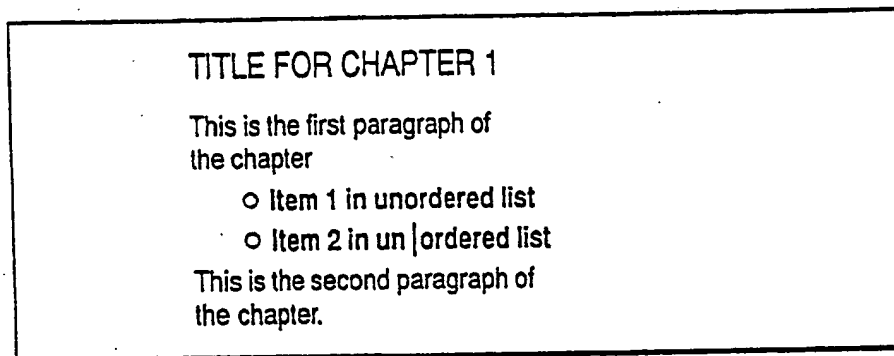 TITLE FOR CHAPTER 1
This is the first paragraph of
the chapter
o Item 1 in unordered list
o Item 2 in un|ordered list
This is the second paragraph of
the chapter.